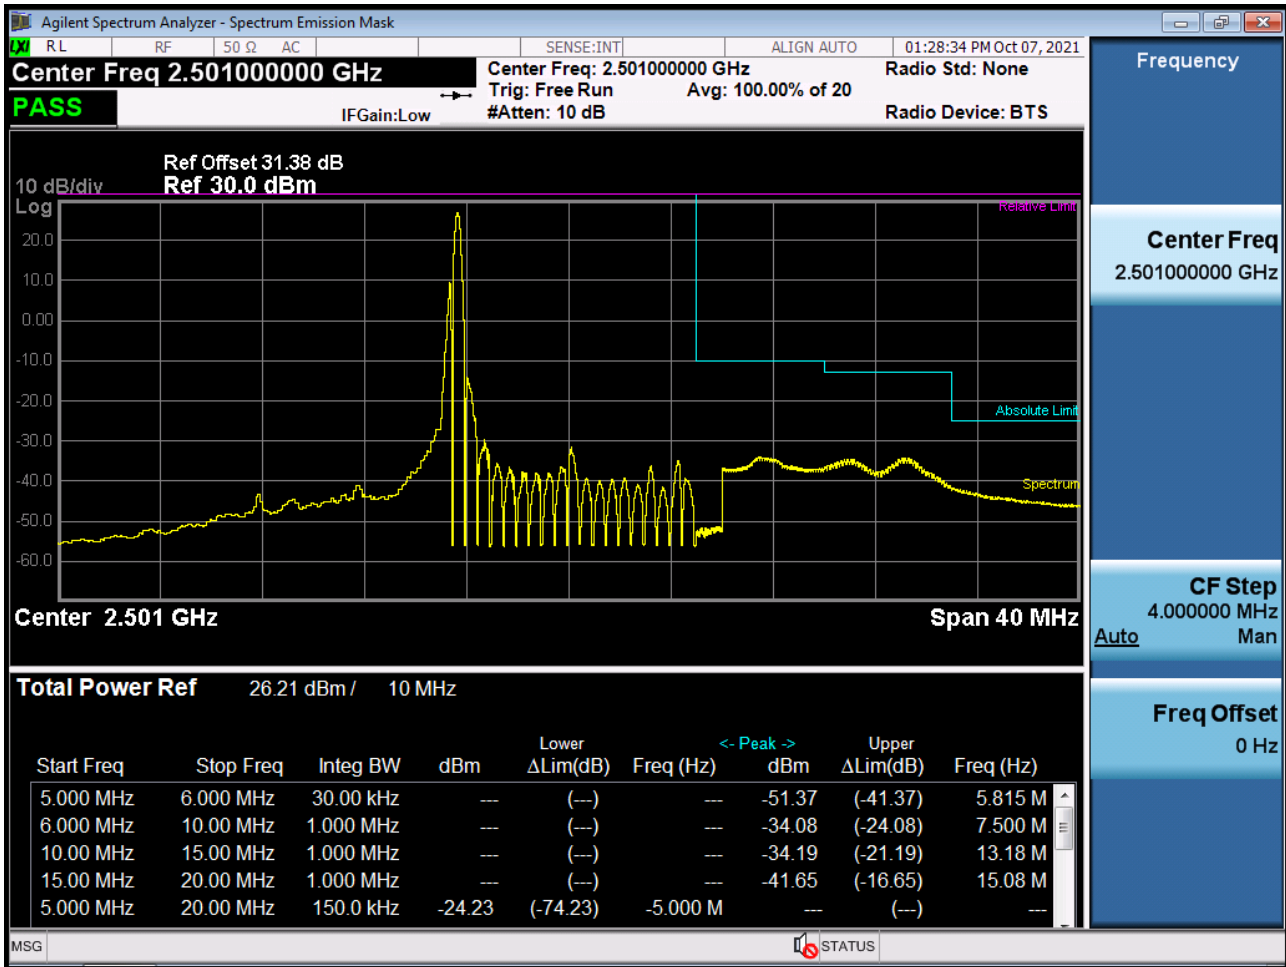 Agilent Spectrum Analyzer - Spectrum Emission Mask
LXI RL RF 50 Ω AC SENSE:INT ALIGN AUTO 01:28:34 PM Oct 07, 2021
Center Freq 2.501000000 GHz Center Freq: 2.501000000 GHz Radio Std: None
Trig: Free Run Avg: 100.00% of 20
PASS IFGain:Low #Atten: 10 dB Radio Device: BTS
Ref Offset 31.38 dB
10 dB/div Ref 30.0 dBm
Log
Relative Limit
20.0
10.0
0.00
-10.0
-20.0
Absolute Limit
-30.0
-40.0
Spectrum
-50.0
-60.0
Center 2.501 GHz Span 40 MHz
Total Power Ref 26.21 dBm / 10 MHz
Lower <- Peak -> Upper
Start Freq Stop Freq Integ BW dBm ΔLim(dB) Freq (Hz) dBm ΔLim(dB) Freq (Hz)
5.000 MHz 6.000 MHz 30.00 kHz --- (---) --- -51.37 (-41.37) 5.815 M
6.000 MHz 10.00 MHz 1.000 MHz --- (---) --- -34.08 (-24.08) 7.500 M
10.00 MHz 15.00 MHz 1.000 MHz --- (---) --- -34.19 (-21.19) 13.18 M
15.00 MHz 20.00 MHz 1.000 MHz --- (---) --- -41.65 (-16.65) 15.08 M
5.000 MHz 20.00 MHz 150.0 kHz -24.23 (-74.23) -5.000 M --- (---) ---
MSG STATUS
Frequency
Center Freq
2.501000000 GHz
CF Step
4.000000 MHz
Auto Man
Freq Offset
0 Hz